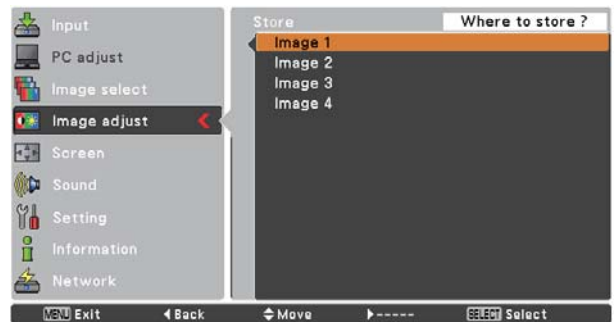 Input
PC adjust
Image select
Image adjust
Screen
Sound
Setting
Information
Network
Store
Where to store ?
Image 1
Image 2
Image 3
Image 4
MENU Exit ◀Back Move ▶----- SELECT Select